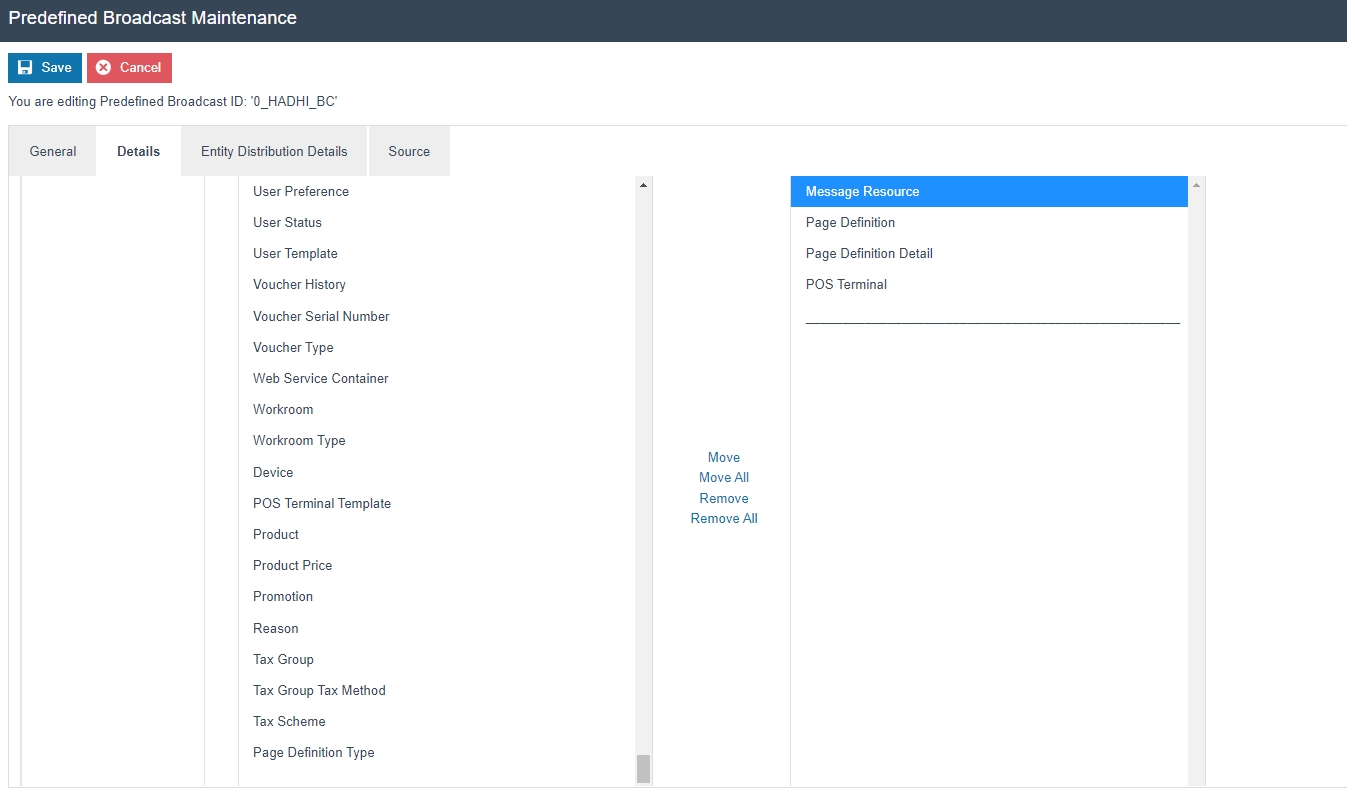 Predefined Broadcast Maintenance
Save
Cancel
You are editing Predefined Broadcast ID: '0_HADHI_BC'
General
Details
Entity Distribution Details
Source
User Preference
User Status
User Template
Voucher History
Voucher Serial Number
Voucher Type
Web Service Container
Workroom
Workroom Type
Device
POS Terminal Template
Product
Product Price
Promotion
Reason
Tax Group
Tax Group Tax Method
Tax Scheme
Page Definition Type
Move
Move All
Remove
Remove All
Message Resource
Page Definition
Page Definition Detail
POS Terminal